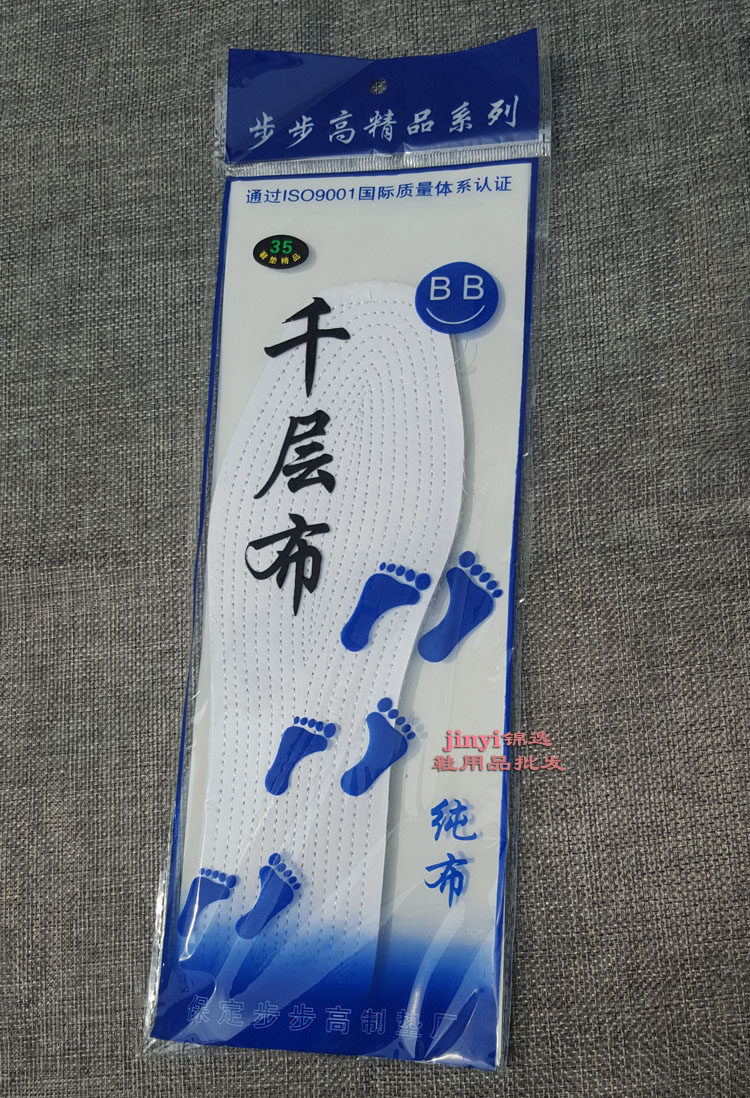 步步高精品系列
通过ISO9001国际质量体系认证
35
鞋垫精品
BB
千层布
jinyi锦逸
鞋用品批发
纯布
保定步步高制垫厂